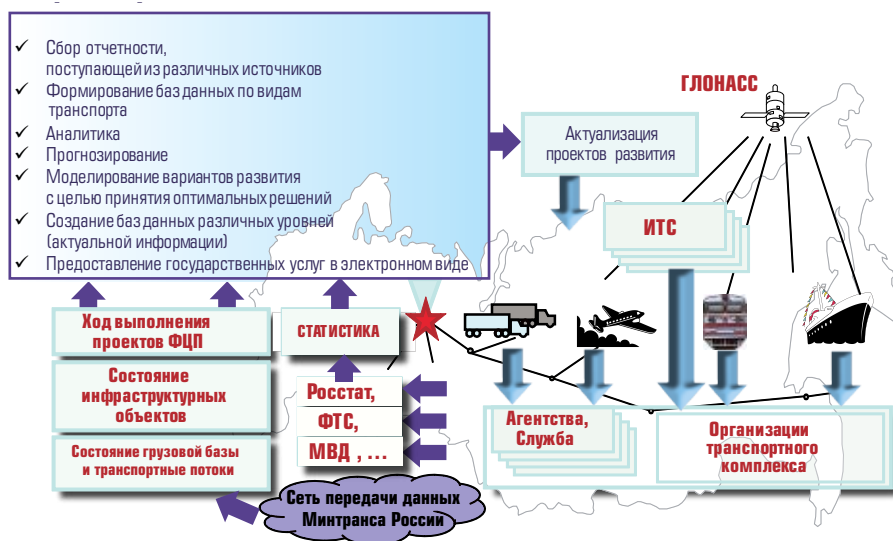 Сбор отчетности,
поступающей из различных источников
Формирование баз данных по видам
транспорта
Аналитика
Прогнозирование
Моделирование вариантов развития
с целью принятия оптимальных решений
Создание баз данных различных уровней
(актуальной информации)
Предоставление государственных услуг в электронном виде
Актуализация
проектов развития
ГЛОНАСС
ИТС
Ход выполнения
проектов ФЦП
СТАТИСТИКА
Состояние
инфраструктурных
объектов
Росстат,
ФТС,
МВД , ...
Состояние грузовой базы
и транспортные потоки
Агентства,
Служба
Организации
транспортного
комплекса
Сеть передачи данных
Минтранса России